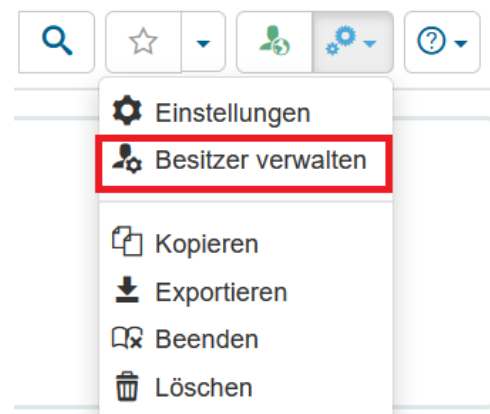 Einstellungen
Besitzer verwalten
Kopieren
Exportieren
Beenden
Löschen